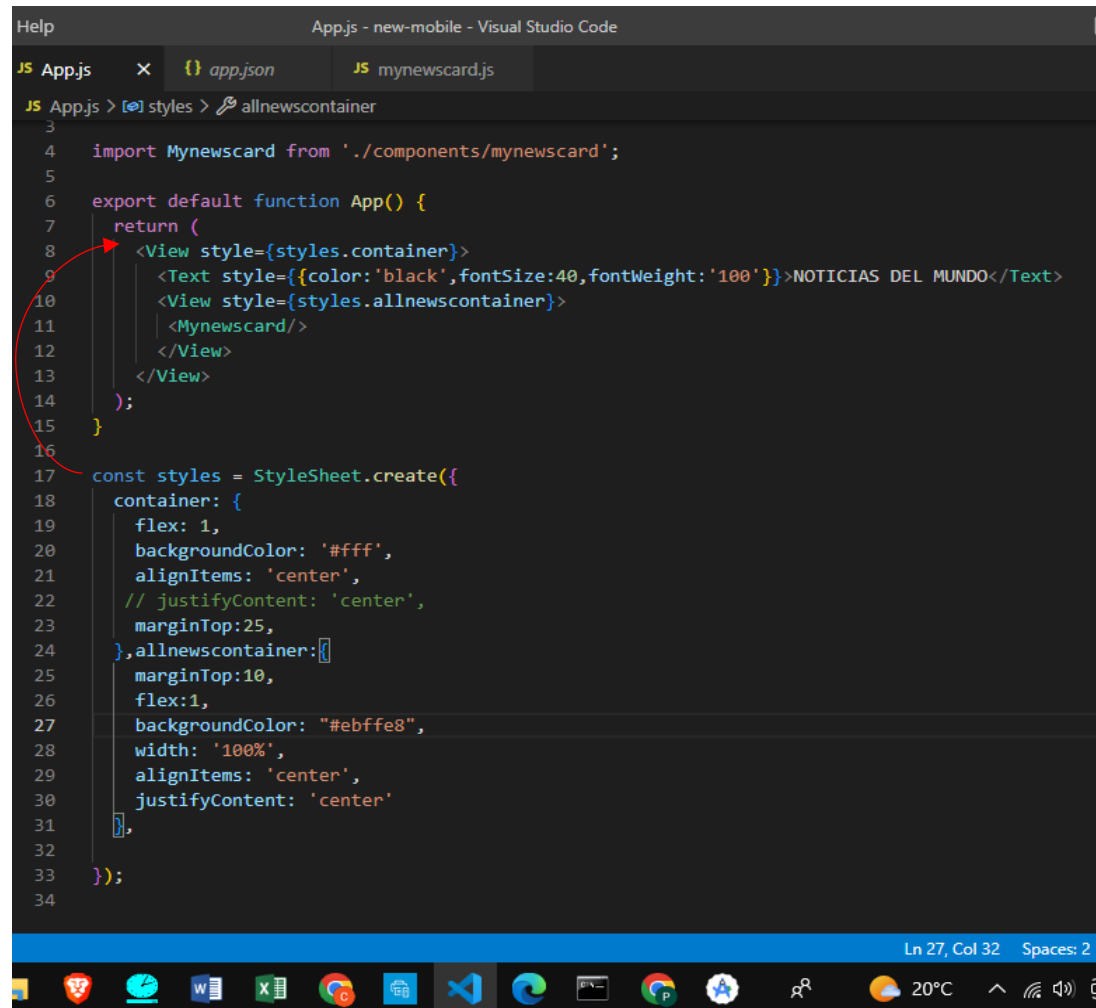 Help App.js - new-mobile - Visual Studio Code
JS App.js × {} app.json JS mynewscard.js
JS App.js > styles > allnewscontainer
3
4 import Mynewscard from './components/mynewscard';
5
6 export default function App() {
7 return (
8 <View style={styles.container}>
9 <Text style={{color:'black',fontSize:40,fontWeight:'100'}}>NOTICIAS DEL MUNDO</Text>
10 <View style={styles.allnewscontainer}>
11 <Mynewscard/>
12 </View>
13 </View>
14 );
15 }
16
17 const styles = StyleSheet.create({
18 container: {
19 flex: 1,
20 backgroundColor: '#fff',
21 alignItems: 'center',
22 // justifyContent: 'center',
23 marginTop:25,
24 },allnewscontainer:{
25 marginTop:10,
26 flex:1,
27 backgroundColor: "#ebffe8",
28 width: '100%',
29 alignItems: 'center',
30 justifyContent: 'center'
31 },
32
33 });
34
Ln 27, Col 32 Spaces: 2
20°C